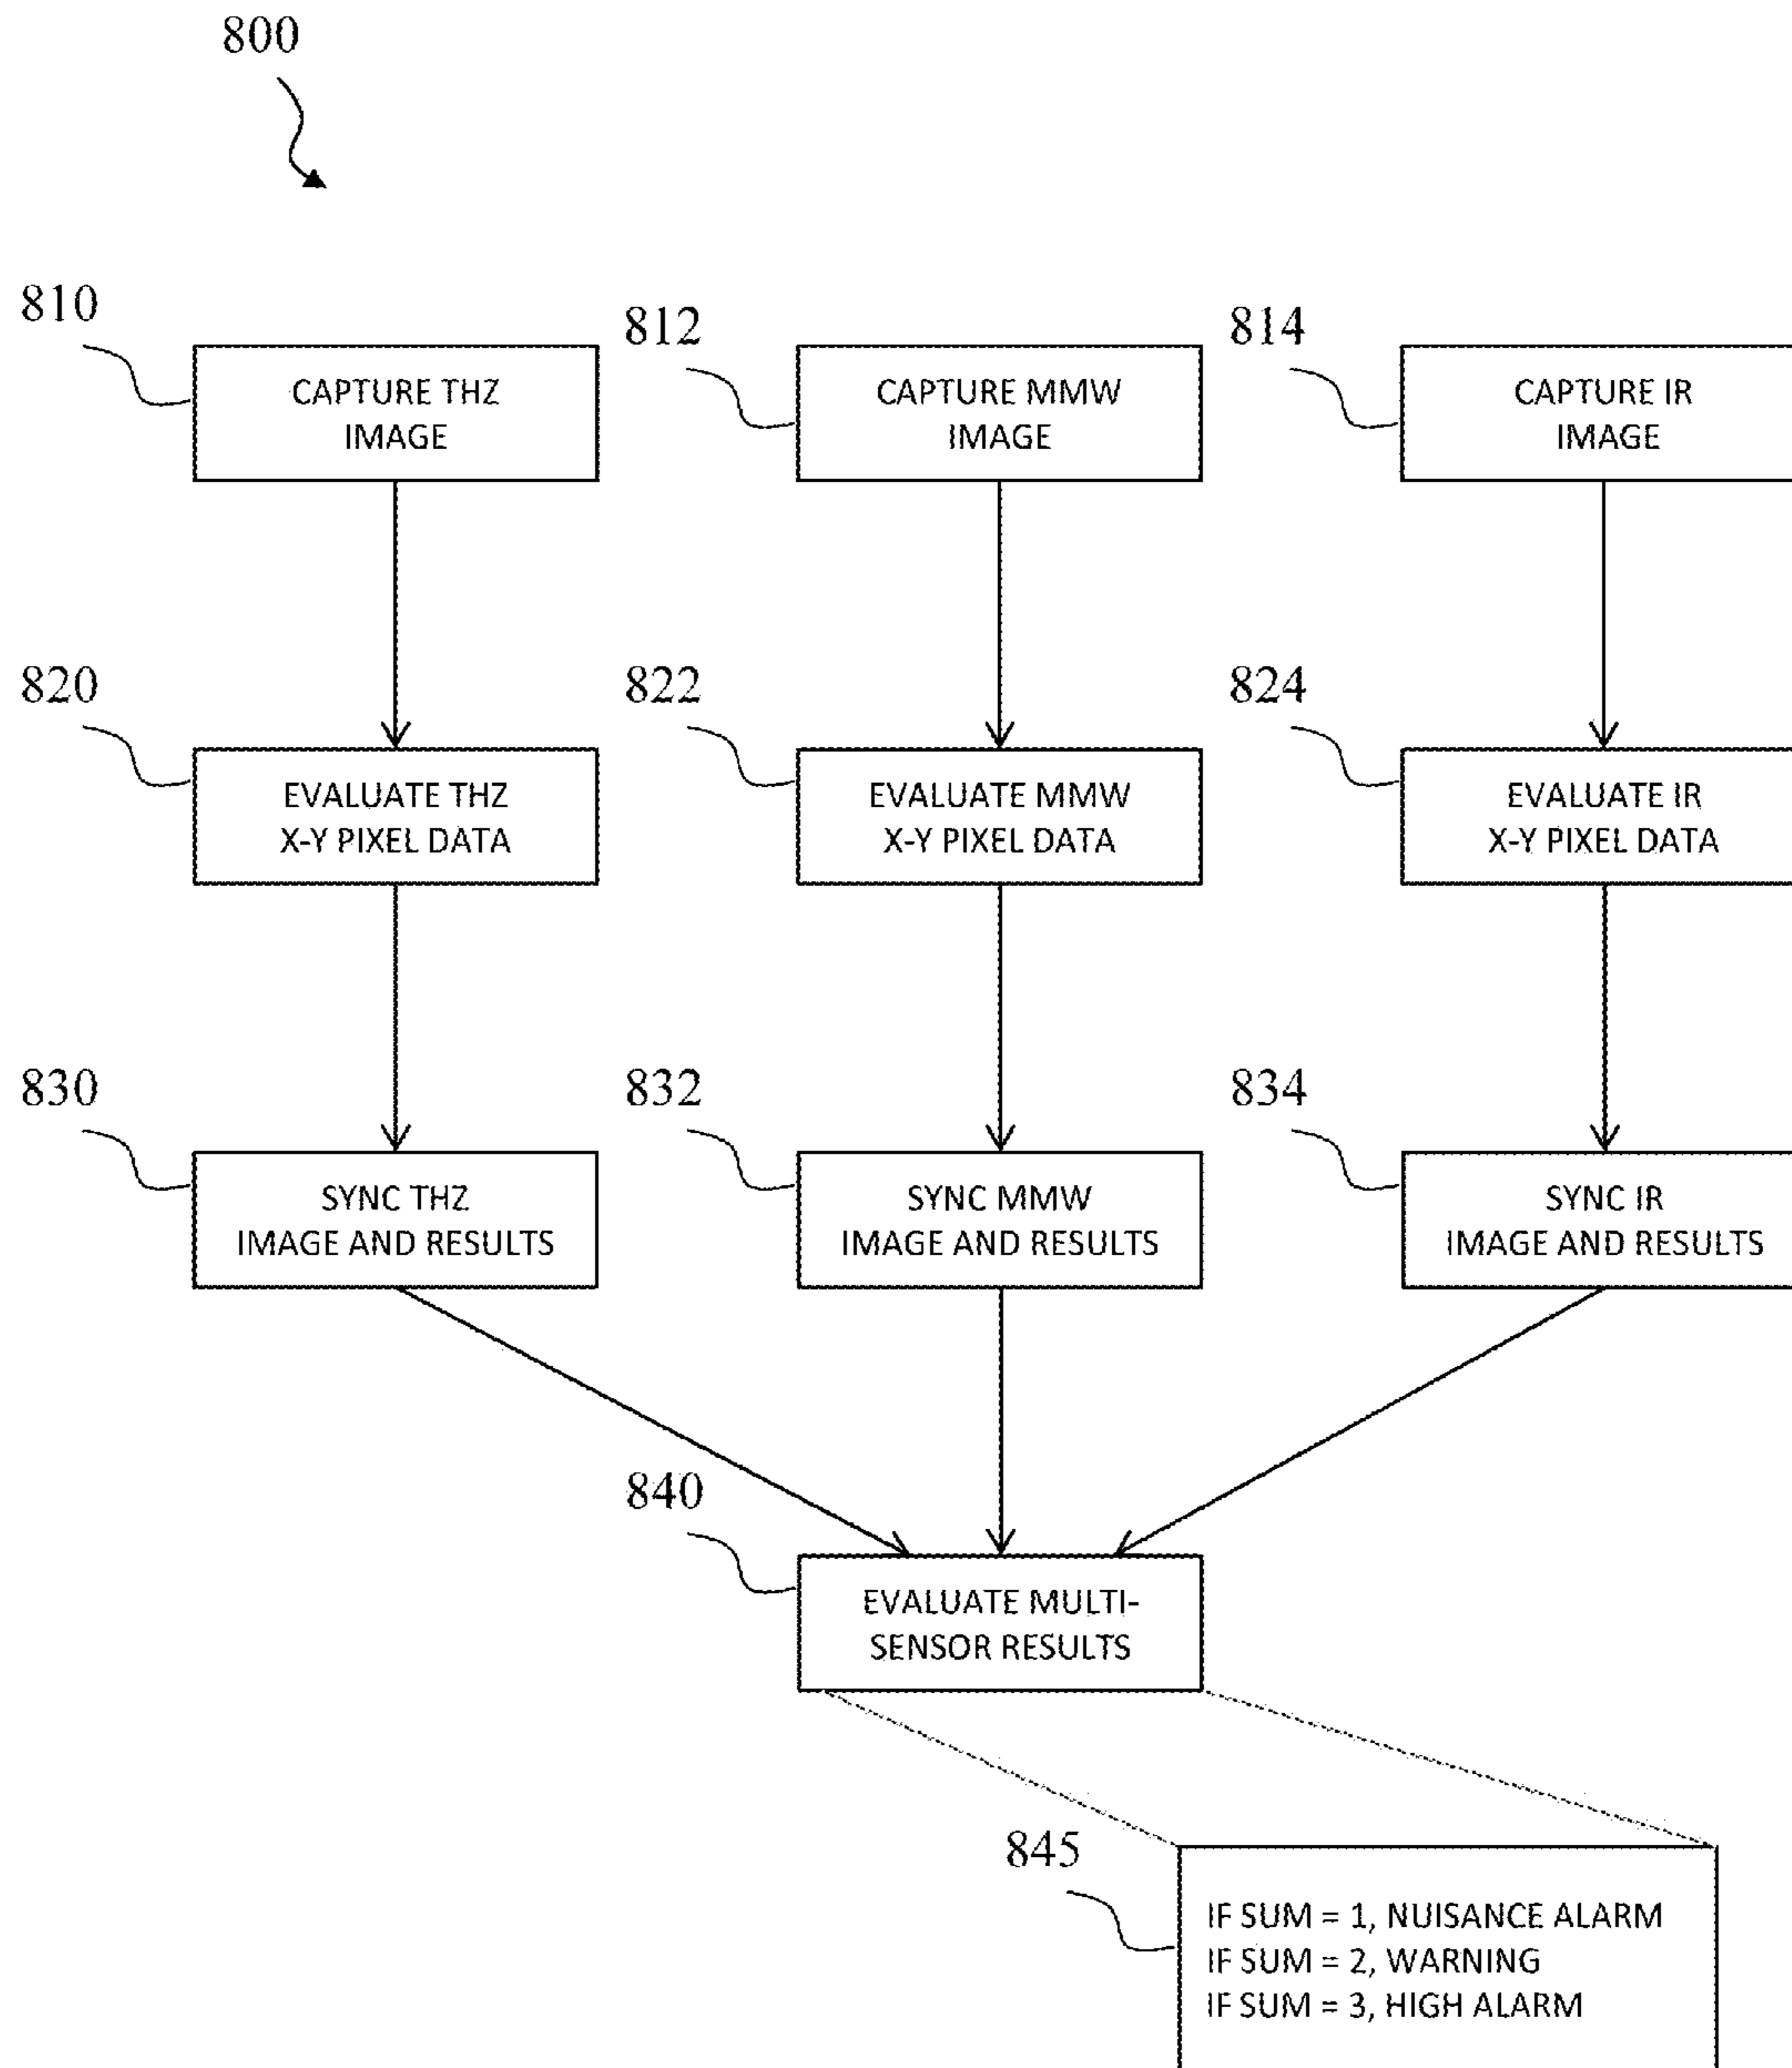 800
810
CAPTURE THZ
IMAGE
812
CAPTURE MMW
IMAGE
814
CAPTURE IR
IMAGE
820
EVALUATE THZ
X-Y PIXEL DATA
822
EVALUATE MMW
X-Y PIXEL DATA
824
EVALUATE IR
X-Y PIXEL DATA
830
SYNC THZ
IMAGE AND RESULTS
832
SYNC MMW
IMAGE AND RESULTS
834
SYNC IR
IMAGE AND RESULTS
840
EVALUATE MULTI-
SENSOR RESULTS
845
IF SUM = 1, NUISANCE ALARM
IF SUM = 2, WARNING
IF SUM = 3, HIGH ALARM